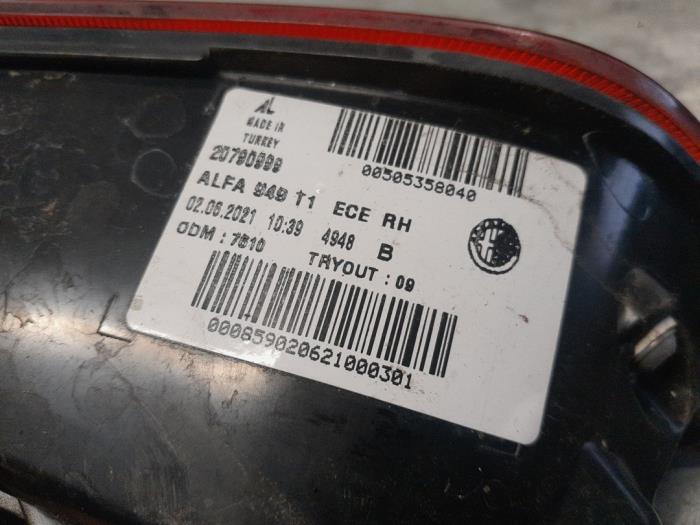 AL
MADE IN
TURKEY
00505358040
20790999
ALFA 949 T1 ECE RH
02.06.2021 10:39 4948 B
ODM : 7510 TRYOUT : 09
000859020621000301